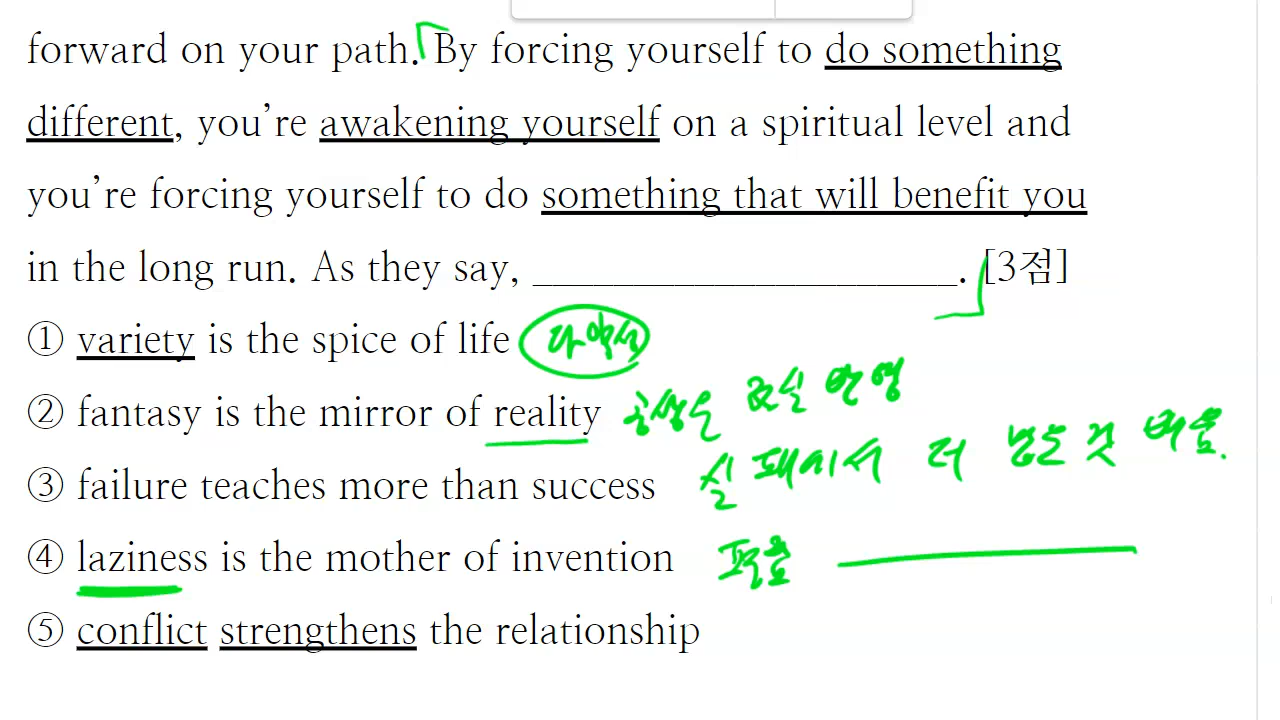 forward on your path. By forcing yourself to do something
different, you’re awakening yourself on a spiritual level and
you’re forcing yourself to do something that will benefit you
in the long run. As they say, ______________________. [3점]
① variety is the spice of life 다양성
② fantasy is the mirror of reality 공상은 현실 반영
③ failure teaches more than success 실패에서 더 많은 것 배움.
④ laziness is the mother of invention 필요
⑤ conflict strengthens the relationship